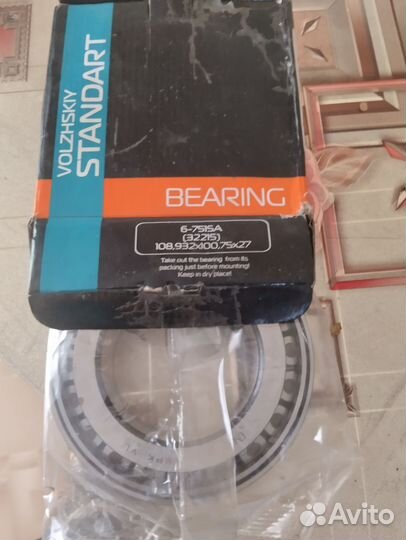 VOLZHSKIY
STANDART
BEARING
6-7515A
(32215)
108,932x100,75x27
Take out the bearing from its
packing just before mounting!
Keep in dry place!
Avito